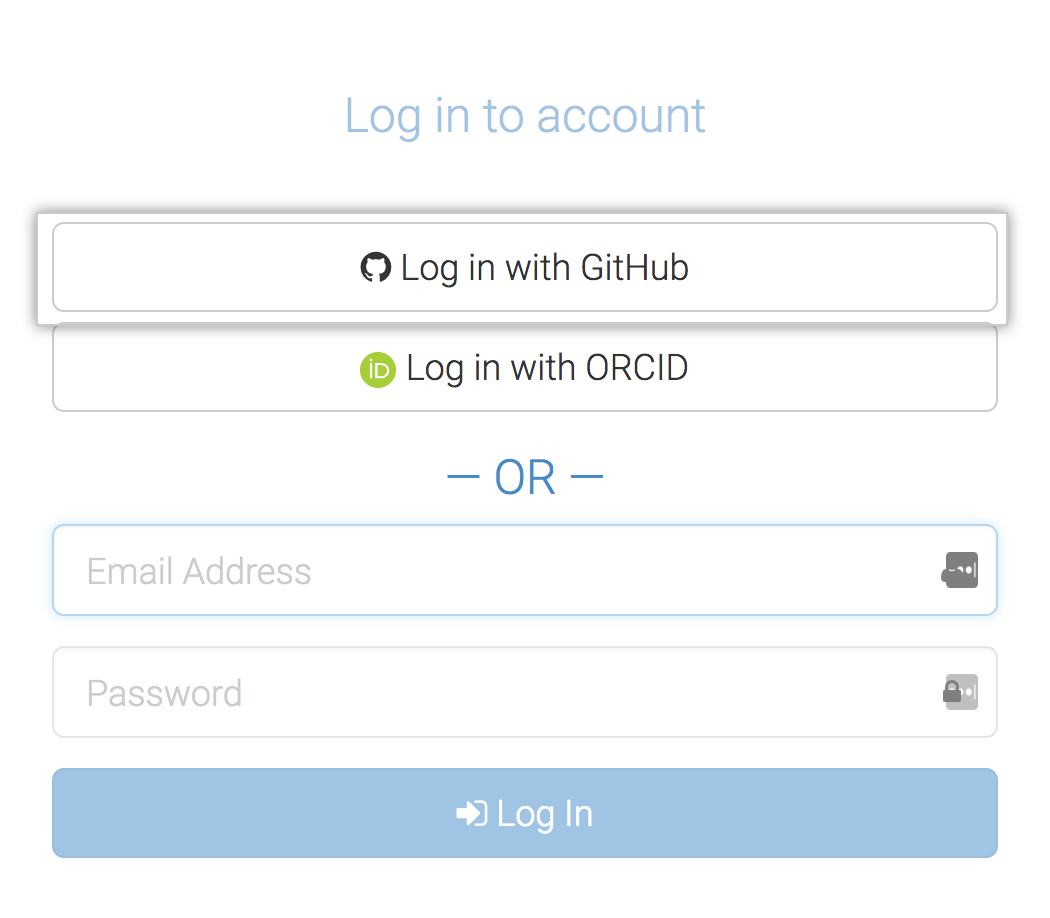 Log in to account
Log in with GitHub
iD Log in with ORCID
— OR —
Email Address
Password
Log In